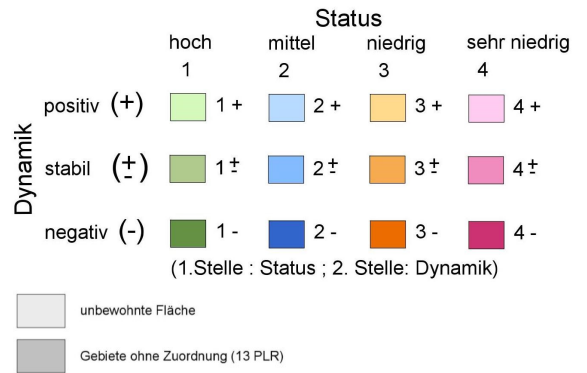 Status
hoch mittel niedrig sehr niedrig
1 2 3 4
Dynamik
positiv (+) 1 + 2 + 3 + 4 +
stabil (±) 1 ± 2 ± 3 ± 4 ±
negativ (-) 1 - 2 - 3 - 4 -
(1.Stelle : Status ; 2. Stelle: Dynamik)
unbewohnte Fläche
Gebiete ohne Zuordnung (13 PLR)